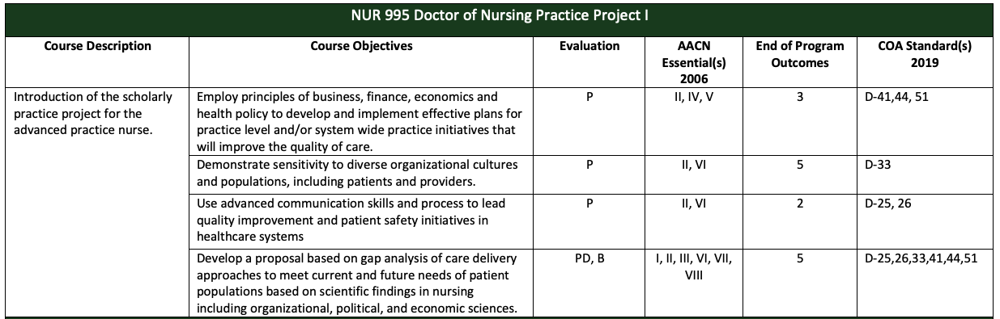 NUR 995 Doctor of Nursing Practice Project I
Course Description
Course Objectives
Evaluation
AACN
Essential(s)
2006
End of Program
Outcomes
COA Standard(s)
2019
Introduction of the scholarly
practice project for the
advanced practice nurse.
Employ principles of business, finance, economics and
health policy to develop and implement effective plans for
practice level and/or system wide practice initiatives that
will improve the quality of care.
P
II, IV, V
3
D-41,44, 51
Demonstrate sensitivity to diverse organizational cultures
and populations, including patients and providers.
P
II, VI
5
D-33
Use advanced communication skills and process to lead
quality improvement and patient safety initiatives in
healthcare systems
P
II, VI
2
D-25, 26
Develop a proposal based on gap analysis of care delivery
approaches to meet current and future needs of patient
populations based on scientific findings in nursing
including organizational, political, and economic sciences.
PD, B
I, II, III, VI, VII,
VIII
5
D-25,26,33,41,44,51